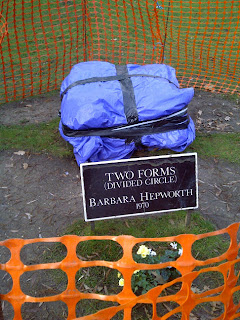 TWO FORMS
(DIVIDED CIRCLE)
BARBARA HEPWORTH
1970